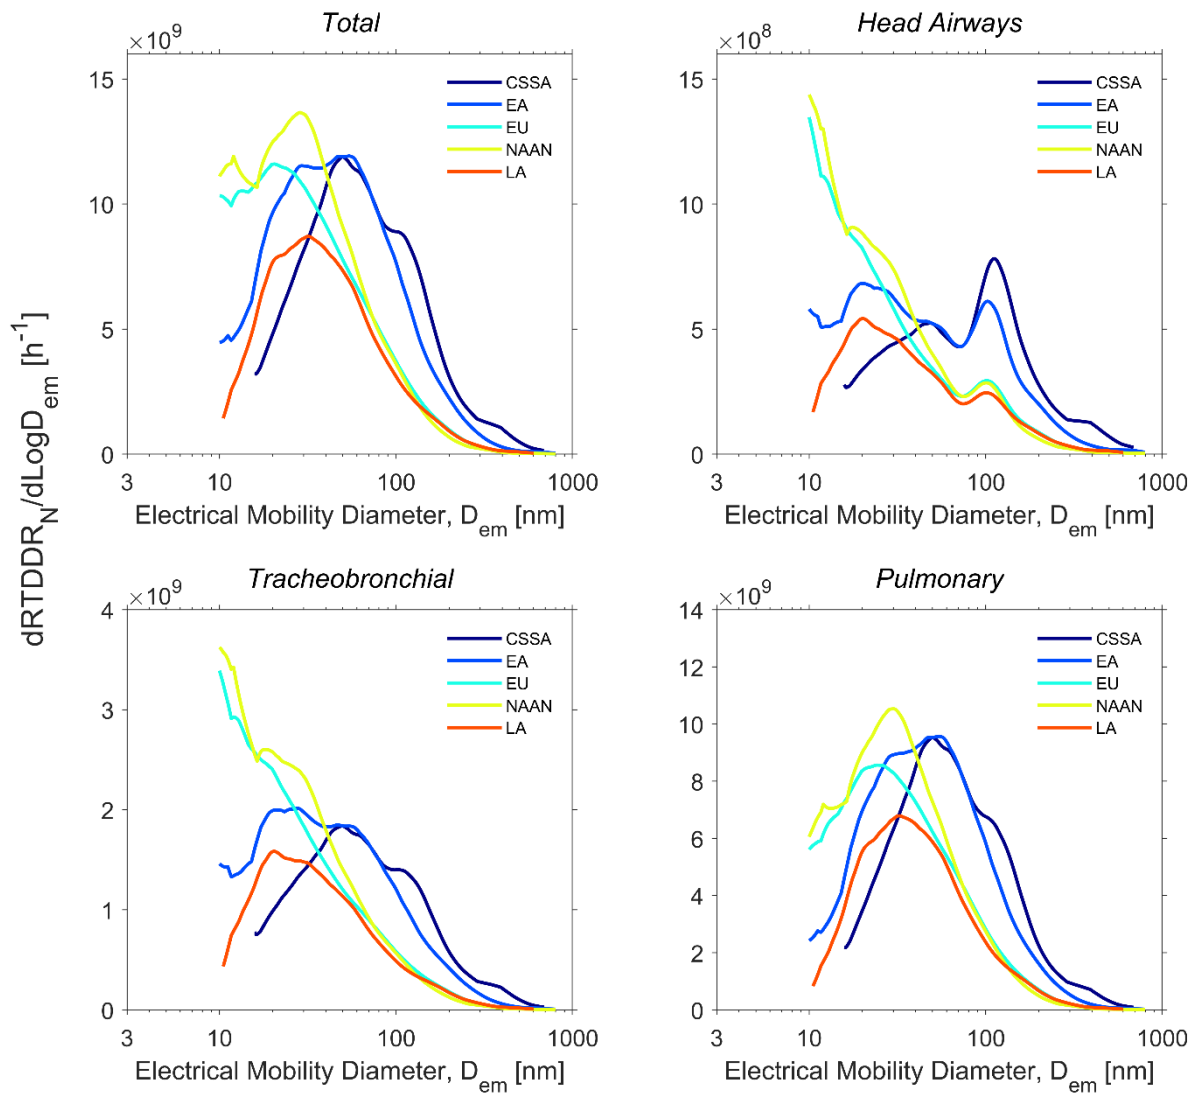 dRTDDR_N/dLogD_em [h^-1]
Total
×10^9
15
10
5
0
CSSA
EA
EU
NAAN
LA
3 10 100 1000
Electrical Mobility Diameter, D_em [nm]
Head Airways
×10^8
15
10
5
0
CSSA
EA
EU
NAAN
LA
3 10 100 1000
Electrical Mobility Diameter, D_em [nm]
Tracheobronchial
×10^9
4
3
2
1
0
CSSA
EA
EU
NAAN
LA
3 10 100 1000
Electrical Mobility Diameter, D_em [nm]
Pulmonary
×10^9
14
12
10
8
6
4
2
0
CSSA
EA
EU
NAAN
LA
3 10 100 1000
Electrical Mobility Diameter, D_em [nm]